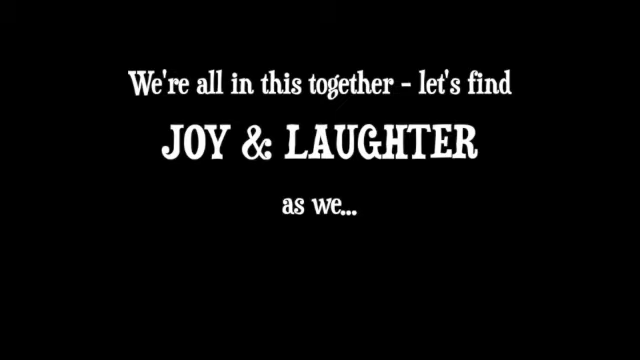 We're all in this together - let's find
JOY & LAUGHTER
as we...